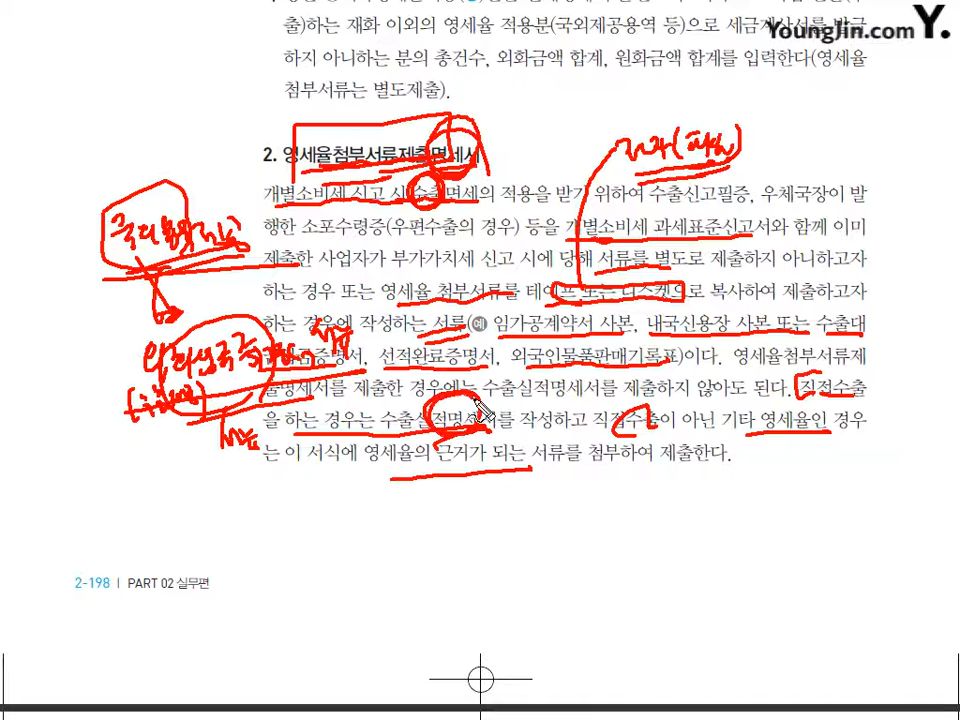 출)하는 재화 이외의 영세율 적용분(국외제공용역 등)으로 세금계산서를 발급
Younglin.com Y.
하지 아니하는 분의 총건수, 외화금액 합계, 원화금액 합계를 입력한다(영세율
첨부서류는 별도제출).
2. 영세율첨부서류제출명세서
전자(파일)
개별소비세 신고 시 수출면세의 적용을 받기 위하여 수출신고필증, 우체국장이 발
행한 소포수령증(우편수출의 경우) 등을 개별소비세 과세표준신고서와 함께 이미
제출한 사업자가 부가가치세 신고 시에 당해 서류를 별도로 제출하지 아니하고자
하는 경우 또는 영세율 첨부서류를 테이프 또는 디스켓으로 복사하여 제출하고자
하는 경우에 작성하는 서류(예 임가공계약서 사본, 내국신용장 사본 또는 수출대
선적완료증명서, 외국인물품판매기록표)이다. 영세율첨부서류제
출명세서를 제출한 경우에는 수출실적명세서를 제출하지 않아도 된다. 직접수출
을 하는 경우는 수출실적명세서를 작성하고 직접수출이 아닌 기타 영세율인 경우
는 이 서식에 영세율의 근거가 되는 서류를 첨부하여 제출한다.
2-198 | PART 02 실무편